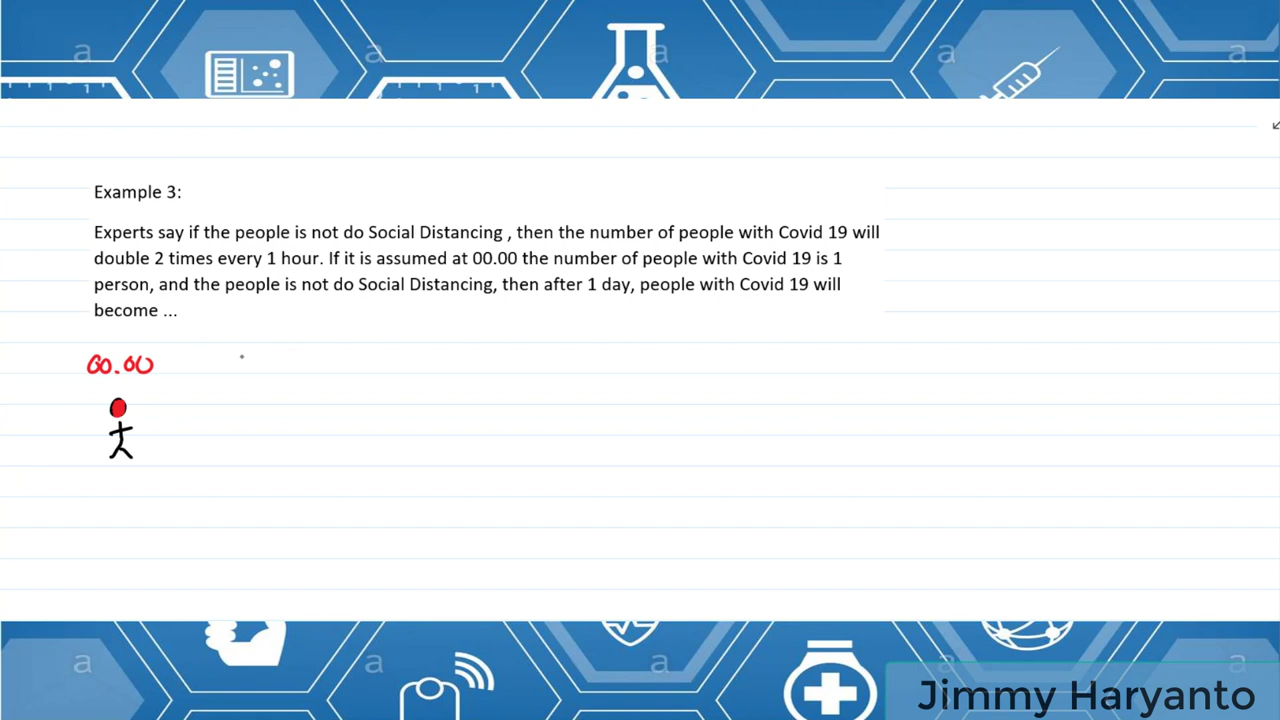 Example 3:
Experts say if the people is not do Social Distancing , then the number of people with Covid 19 will
double 2 times every 1 hour. If it is assumed at 00.00 the number of people with Covid 19 is 1
person, and the people is not do Social Distancing, then after 1 day, people with Covid 19 will
become ...
00.00
Jimmy Haryanto